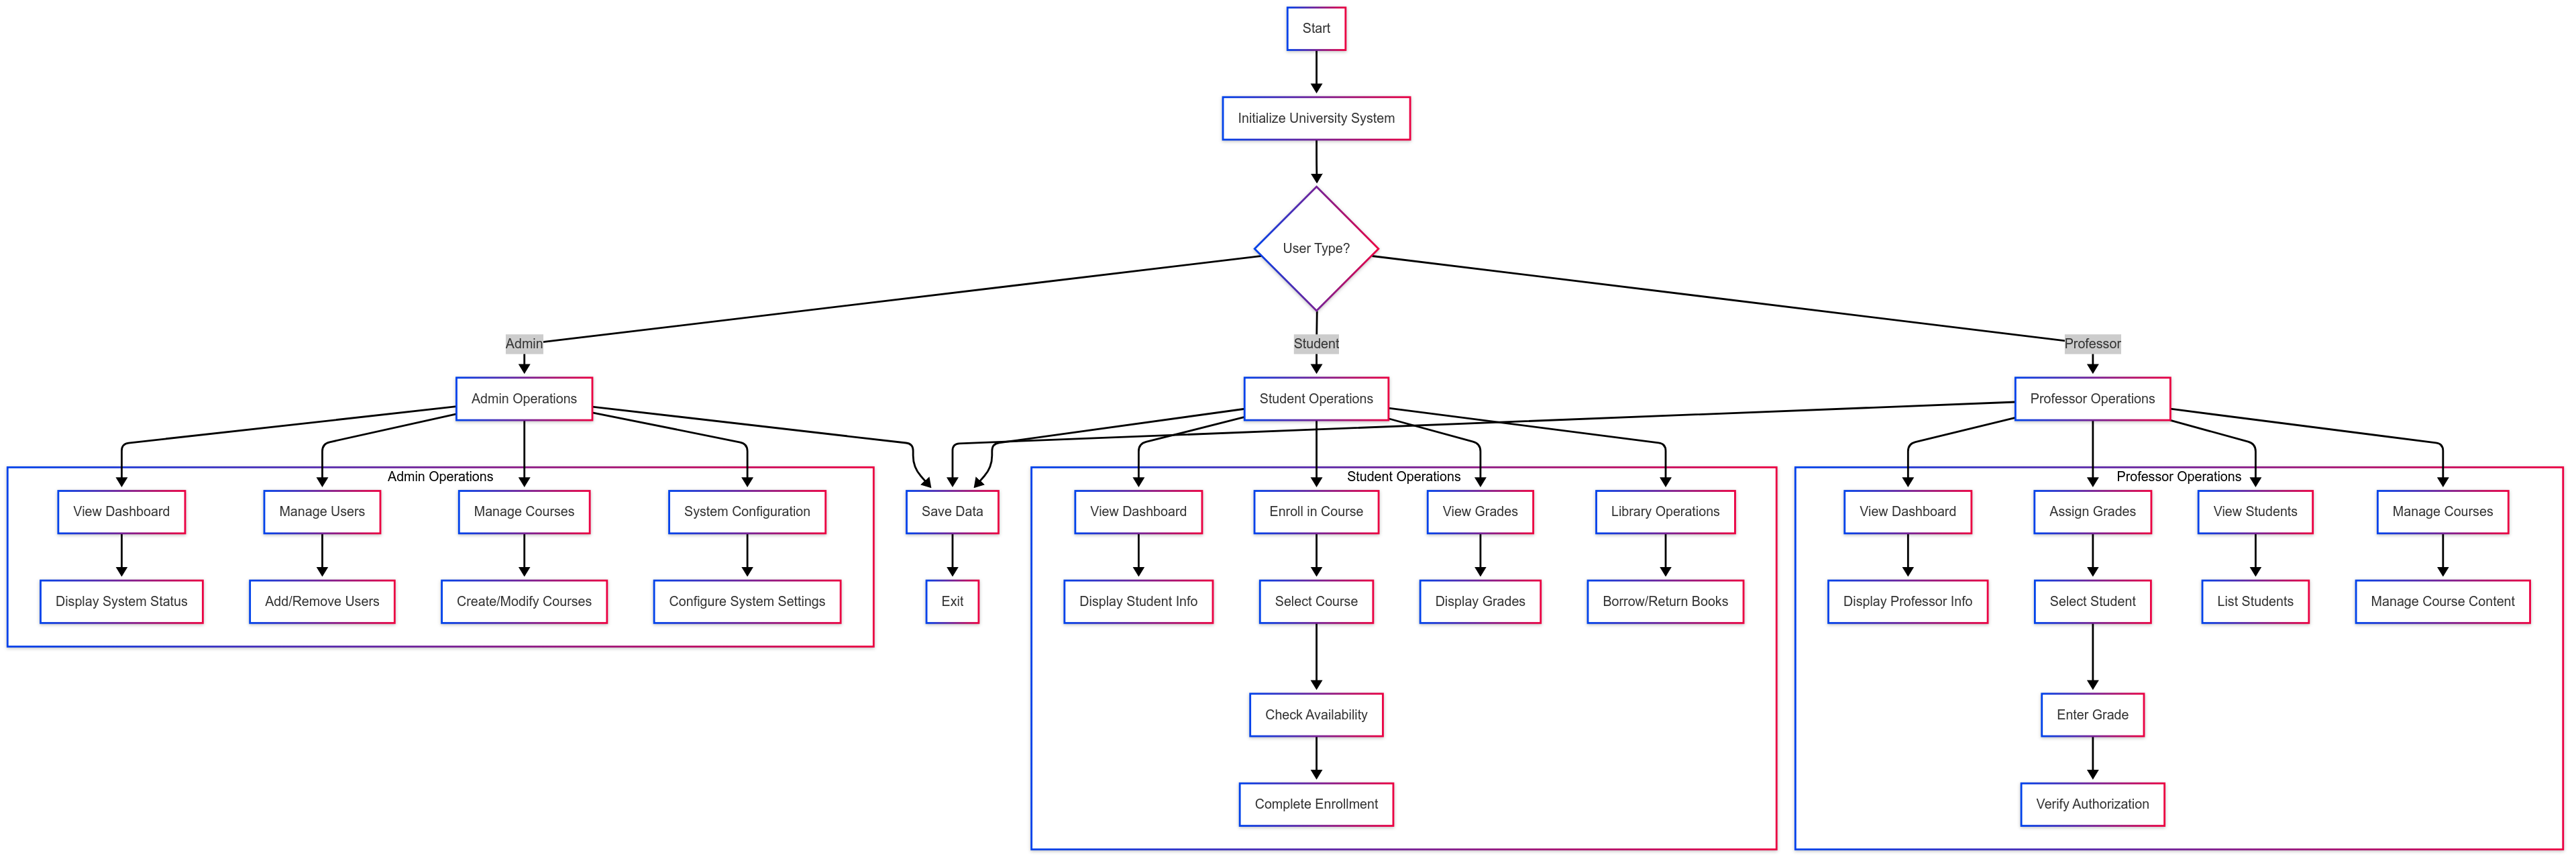 Start
Initialize University System
User Type?
Admin
Student
Professor
Admin Operations
Student Operations
Professor Operations
Admin Operations
Student Operations
Professor Operations
View Dashboard
Manage Users
Manage Courses
System Configuration
Save Data
View Dashboard
Enroll in Course
View Grades
Library Operations
View Dashboard
Assign Grades
View Students
Manage Courses
Display System Status
Add/Remove Users
Create/Modify Courses
Configure System Settings
Exit
Display Student Info
Select Course
Display Grades
Borrow/Return Books
Display Professor Info
Select Student
List Students
Manage Course Content
Check Availability
Enter Grade
Complete Enrollment
Verify Authorization